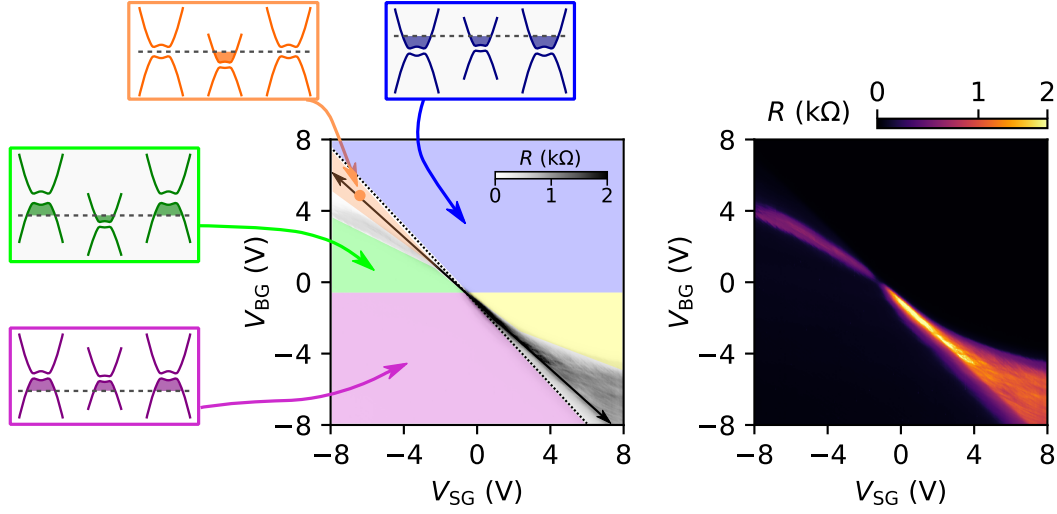 R (kΩ)
0 1 2
8
4
0
−4
−8
V_BG (V)
−8 −4 0 4 8
V_SG (V)
R (kΩ)
0 1 2
8
4
0
−4
−8
V_BG (V)
−8 −4 0 4 8
V_SG (V)